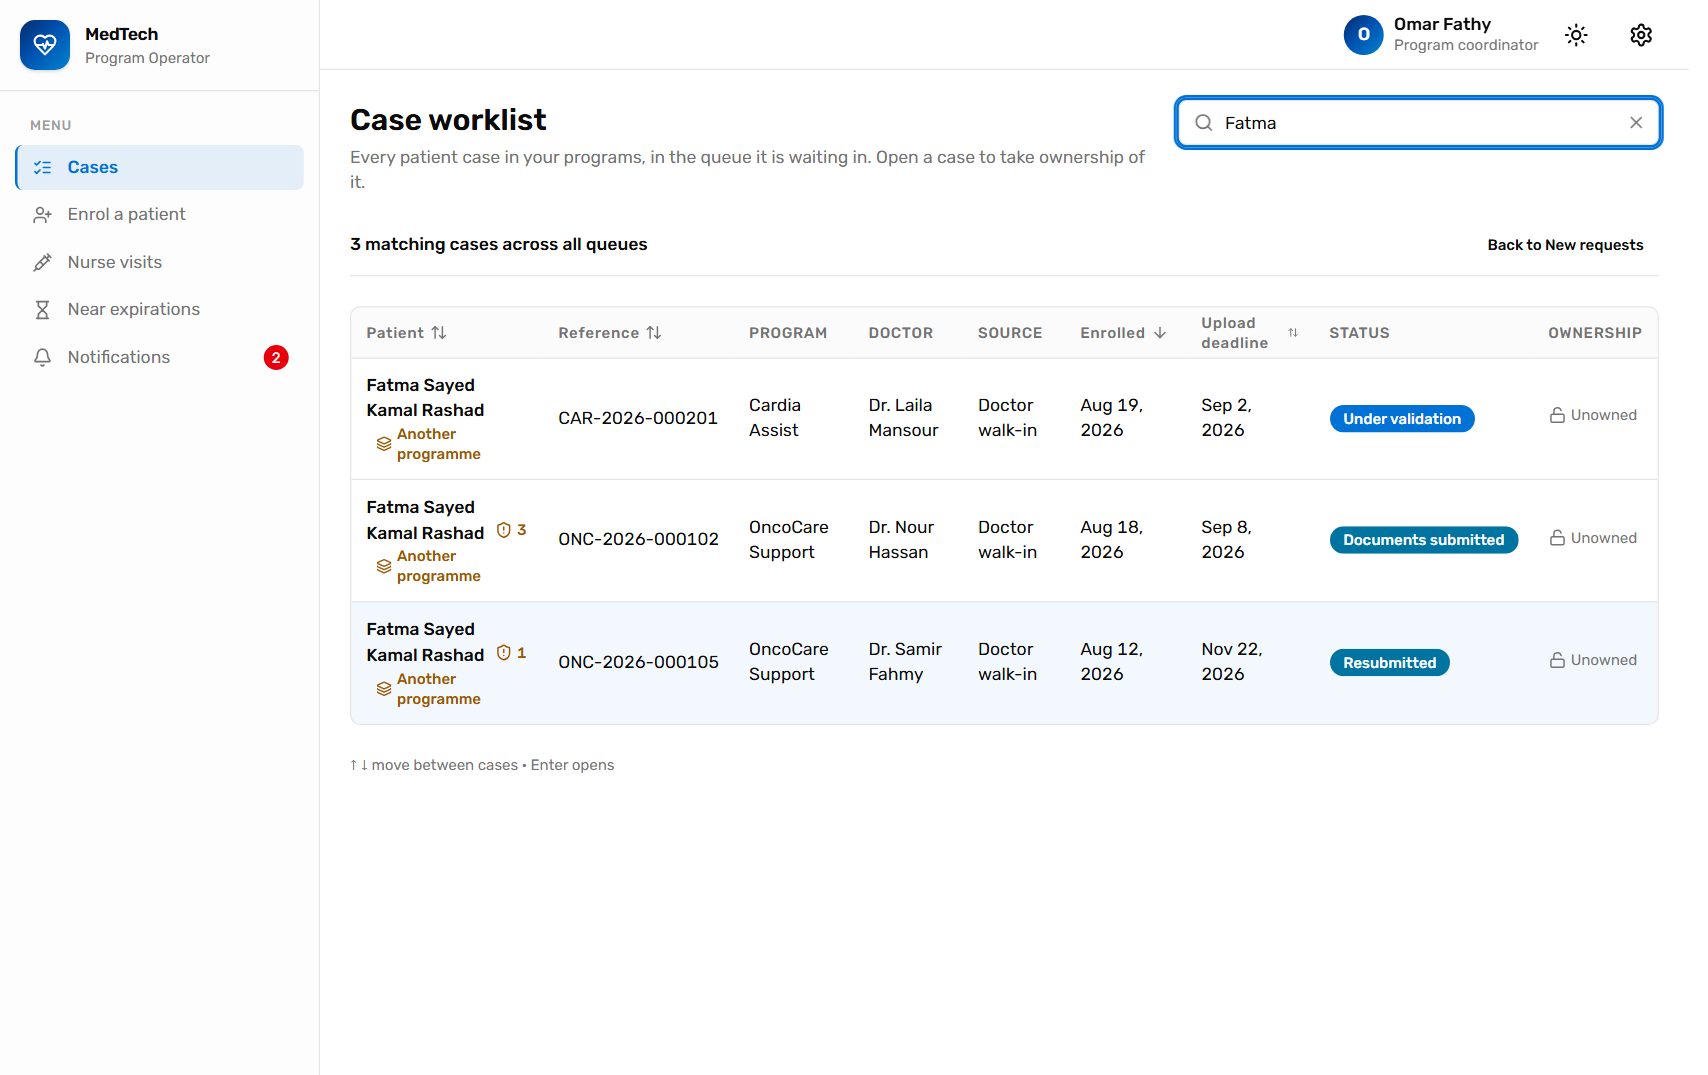 MedTech
Program Operator
MENU
Cases
Enrol a patient
Nurse visits
Near expirations
Notifications
2
O
Omar Fathy
Program coordinator
Case worklist
Every patient case in your programs, in the queue it is waiting in. Open a case to take ownership of
it.
Fatma
3 matching cases across all queues
Back to New requests
Patient
Reference
PROGRAM
DOCTOR
SOURCE
Enrolled
Upload
deadline
STATUS
OWNERSHIP
Fatma Sayed
Kamal Rashad
Another
programme
CAR-2026-000201
Cardia
Assist
Dr. Laila
Mansour
Doctor
walk-in
Aug 19,
2026
Sep 2,
2026
Under validation
Unowned
Fatma Sayed
Kamal Rashad
3
Another
programme
ONC-2026-000102
OncoCare
Support
Dr. Nour
Hassan
Doctor
walk-in
Aug 18,
2026
Sep 8,
2026
Documents submitted
Unowned
Fatma Sayed
Kamal Rashad
1
Another
programme
ONC-2026-000105
OncoCare
Support
Dr. Samir
Fahmy
Doctor
walk-in
Aug 12,
2026
Nov 22,
2026
Resubmitted
Unowned
↑ ↓ move between cases • Enter opens